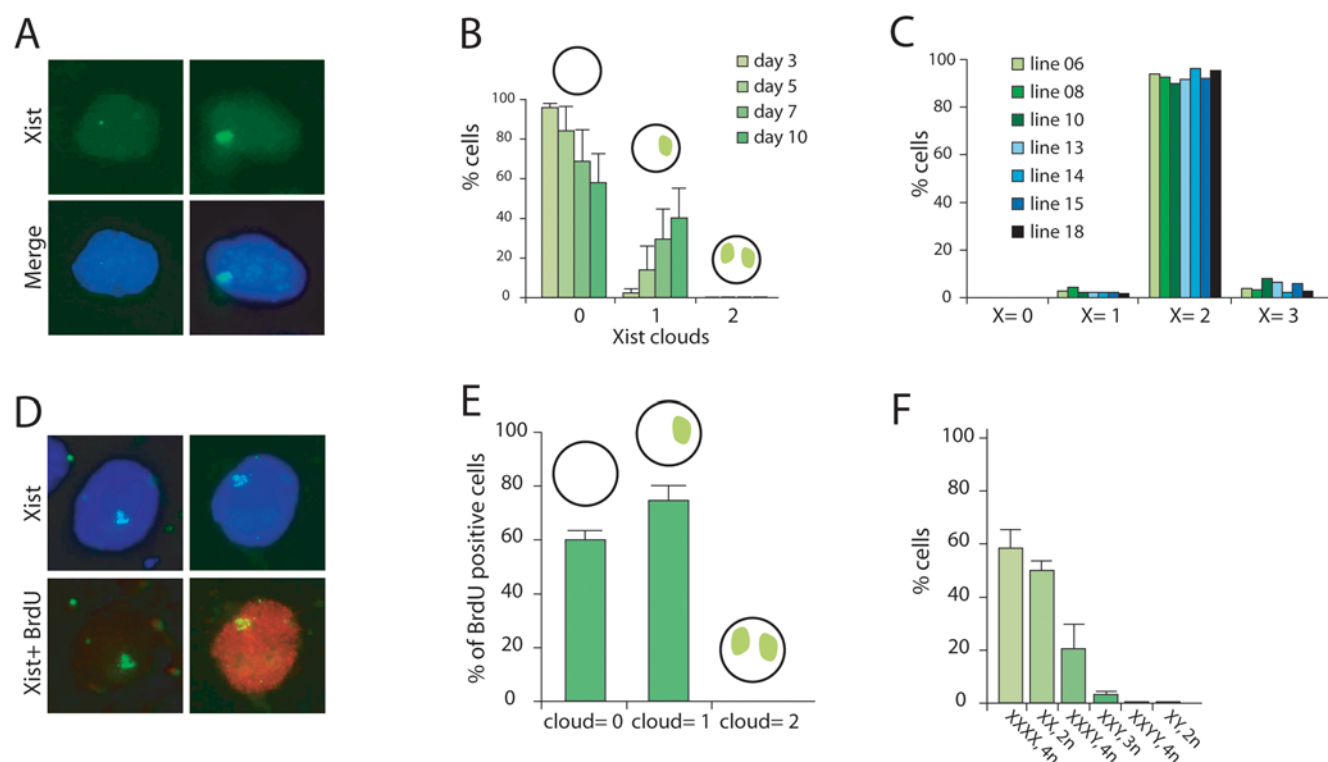 A
Xist
Merge
B
% cells
100
80
60
40
20
0
0 1 2
Xist clouds
day 3
day 5
day 7
day 10
C
% cells
100
80
60
40
20
0
line 06
line 08
line 10
line 13
line 14
line 15
line 18
X= 0 X= 1 X= 2 X= 3
D
Xist
Xist+ BrdU
E
% of BrdU positive cells
100
80
60
40
20
0
cloud= 0 cloud= 1 cloud= 2
F
% cells
100
80
60
40
20
0
XXXX, 4n
XX, 2n
XXXY, 4n
XXY, 3n
XXYY, 4n
XY, 2n